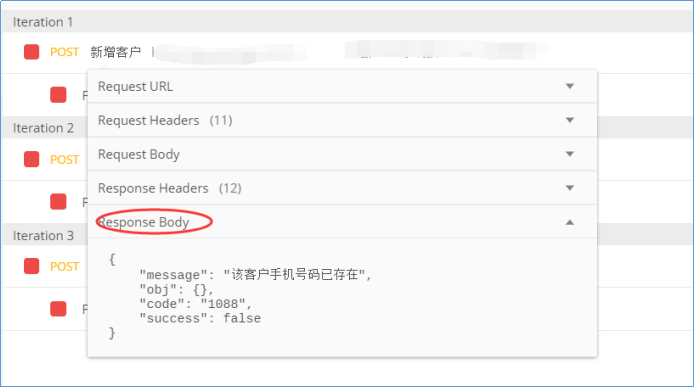 Iteration 1
POST 新增客户
F
Request URL
Request Headers (11)
Iteration 2
Request Body
POST
Response Headers (12)
F
Response Body
Iteration 3
{
POST
"message": "该客户手机号码已存在",
"obj": {},
"code": "1088",
F
"success": false
}